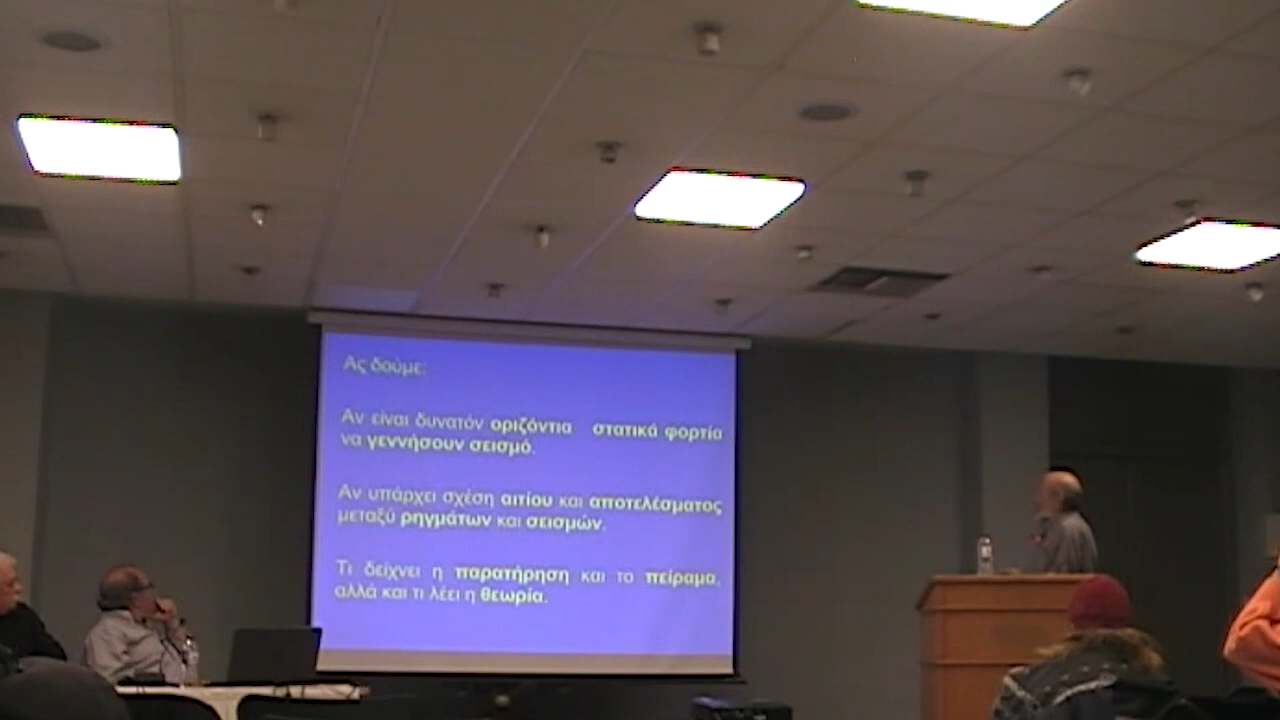 Ας δούμε:
Αν είναι δυνατόν οριζόντια στατικά φορτία
να γεννήσουν σεισμό.
Αν υπάρχει σχέση αιτίου και αποτελέσματος
μεταξύ ρηγμάτων και σεισμών.
Τι δείχνει η παρατήρηση και το πείραμα,
αλλά και τι λέει η θεωρία.